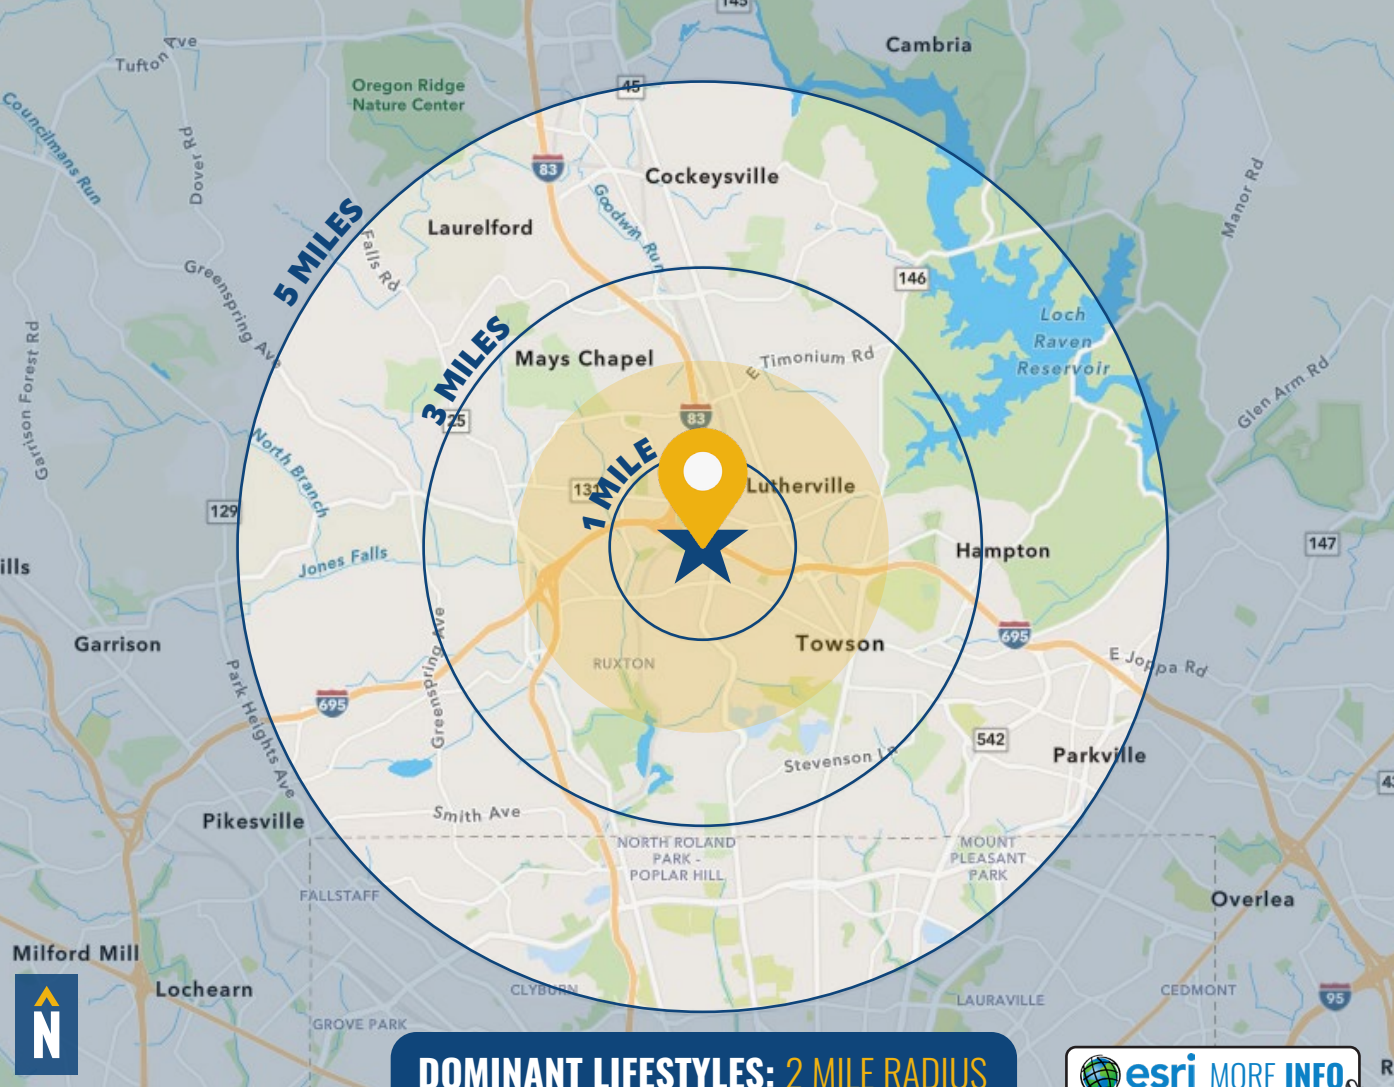 145
Cambria
Tufton Ave
Oregon Ridge
Nature Center
45
Councilmans Run
Dover Rd
83
Cockeysville
Manor Rd
5 MILES
Falls Rd
Laurelford
Goodwin Run
Greenspring Ave
146
Loch
Raven
Reservoir
3 MILES
Mays Chapel
E Timonium Rd
Garrison Forest Rd
25
83
Glen Arm Rd
North Branch
1 MILE
131
Lutherville
129
147
Jones Falls
Hampton
ills
Garrison
Greenspring Ave
Towson
695
RUXTON
E Joppa Rd
Park Heights Ave
695
542
Stevenson Ln
Parkville
Pikesville
Smith Ave
NORTH ROLAND
PARK -
POPLAR HILL
MOUNT
PLEASANT
PARK
FALLSTAFF
Overlea
Milford Mill
Lochearn
CLYBURN
LAURAVILLE
CEDMONT
95
GROVE PARK
N
DOMINANT LIFESTYLES: 2 MILE RADIUS
esri MORE INFO